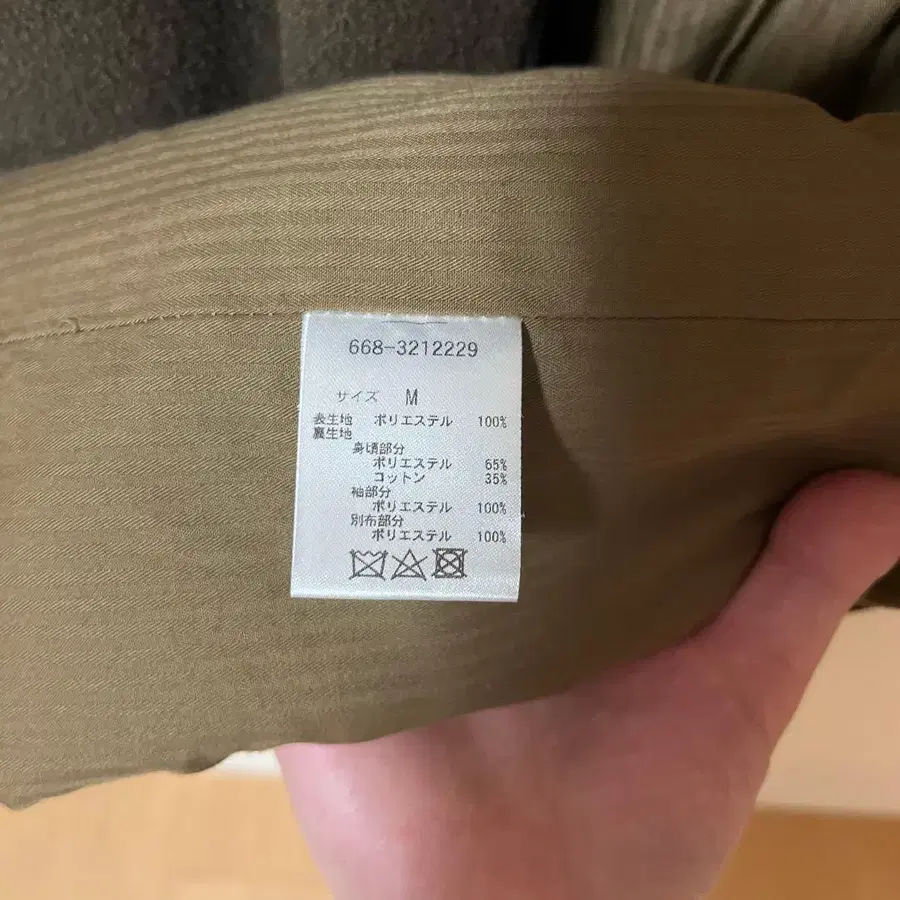 668-3212229
サイズ M
表生地 ポリエステル 100%
裏生地
身頃部分
ポリエステル 65%
コットン 35%
袖部分
ポリエステル 100%
別布部分
ポリエステル 100%